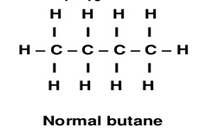 H H H H
H-C-C-C-C-H
H H H H
Normal butane